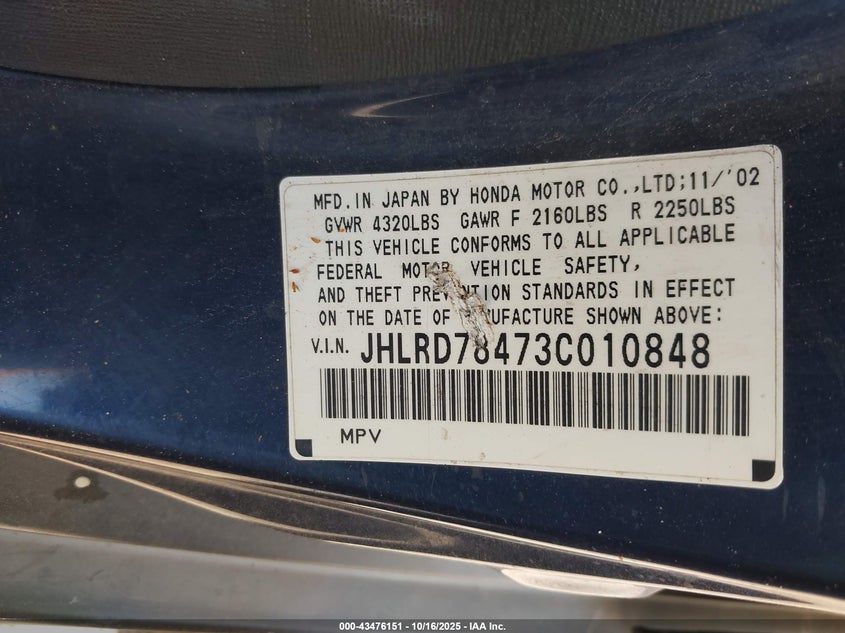 MFD.IN JAPAN BY HONDA MOTOR CO.,LTD;11/'02
GVWR 4320LBS GAWR F 2160LBS R 2250LBS
THIS VEHICLE CONFORMS TO ALL APPLICABLE
FEDERAL MOTOR VEHICLE SAFETY,
AND THEFT PREVENTION STANDARDS IN EFFECT
ON THE DATE OF MANUFACTURE SHOWN ABOVE:
V.I.N. JHLRD78473C010848
MPV
000-43476151 - 10/16/2025 - IAA Inc.